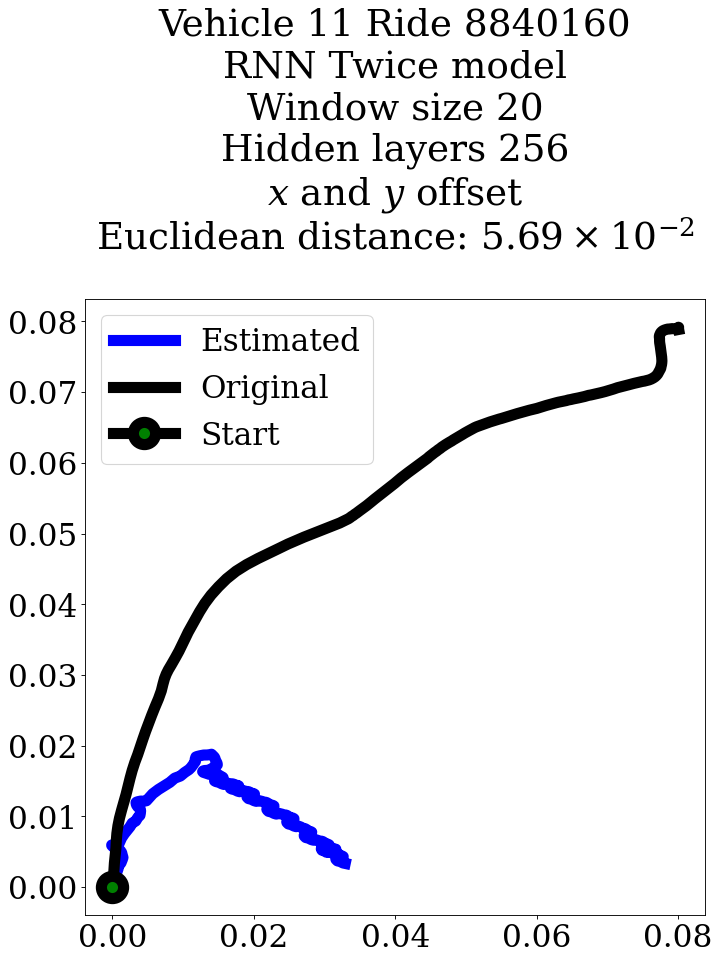 Vehicle 11 Ride 8840160
RNN Twice model
Window size 20
Hidden layers 256
x and y offset
Euclidean distance: 5.69 × 10⁻²
0.08
0.07
0.06
0.05
0.04
0.03
0.02
0.01
0.00
Estimated
Original
Start
0.00 0.02 0.04 0.06 0.08